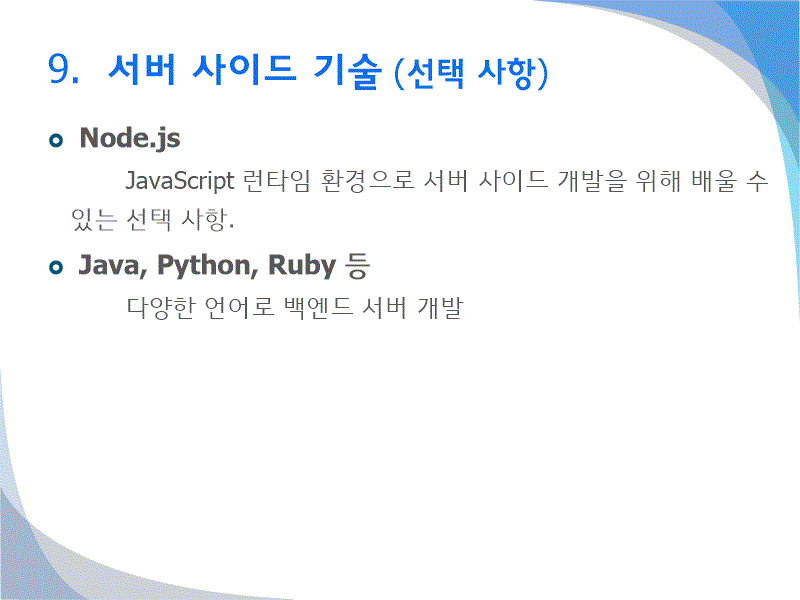 9. 서버 사이드 기술 (선택 사항)
Node.js
JavaScript 런타임 환경으로 서버 사이드 개발을 위해 배울 수
있는 선택 사항.
Java, Python, Ruby 등
다양한 언어로 백엔드 서버 개발